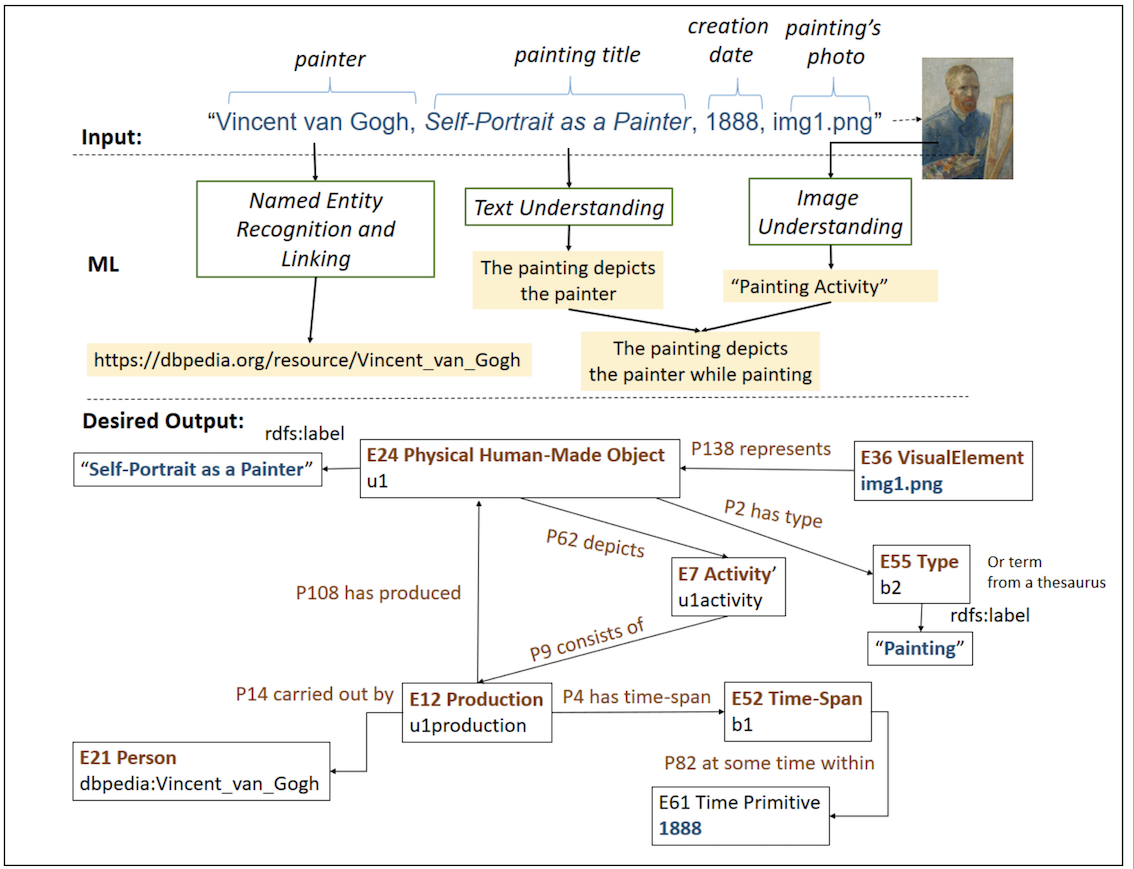 painter
painting title
creation
date
painting's
photo
Input:
“Vincent van Gogh, Self-Portrait as a Painter, 1888, img1.png”
ML
Named Entity
Recognition and
Linking
Text Understanding
Image
Understanding
The painting depicts
the painter
“Painting Activity”
https://dbpedia.org/resource/Vincent_van_Gogh
The painting depicts
the painter while painting
Desired Output:
rdfs:label
“Self-Portrait as a Painter”
E24 Physical Human-Made Object
u1
P138 represents
E36 VisualElement
img1.png
P62 depicts
P2 has type
E7 Activity’
u1activity
E55 Type
b2
Or term
from a thesaurus
rdfs:label
“Painting”
P108 has produced
P9 consists of
P14 carried out by
E12 Production
u1production
P4 has time-span
E52 Time-Span
b1
E21 Person
dbpedia:Vincent_van_Gogh
P82 at some time within
E61 Time Primitive
1888